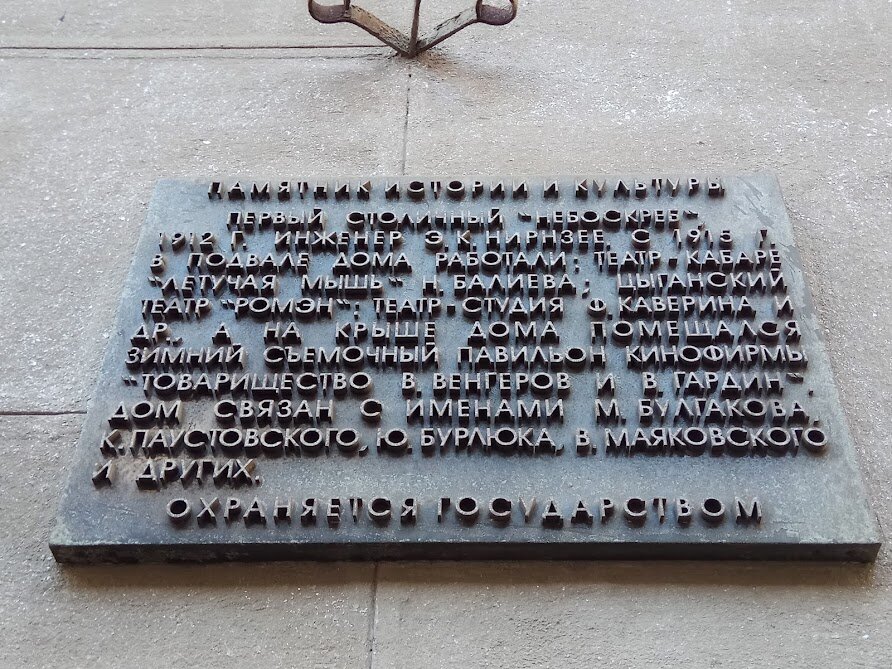 ПАМЯТНИК ИСТОРИИ И КУЛЬТУРЫ
ПЕРВЫЙ СТОЛИЧНЫЙ "НЕБОСКРЕБ"
1912 Г. ИНЖЕНЕР Э.К.НИРНЗЕЕ. С 1915 Г.
В ПОДВАЛЕ ДОМА РАБОТАЛИ: ТЕАТР КАБАРЕ
"ЛЕТУЧАЯ МЫШЬ" Н.БАЛИЕВА; ЦЫГАНСКИЙ
ТЕАТР "РОМЭН"; ТЕАТР-СТУДИЯ Ф.КАВЕРИНА И
ДР., А НА КРЫШЕ ДОМА ПОМЕЩАЛСЯ
ЗИМНИЙ СЪЕМОЧНЫЙ ПАВИЛЬОН КИНОФИРМЫ
"ТОВАРИЩЕСТВО В.ВЕНГЕРОВ И В.ГАРДИН".
ДОМ СВЯЗАН С ИМЕНАМИ М.БУЛГАКОВА,
К.ПАУСТОВСКОГО, Ю.БУРЛЮКА, В.МАЯКОВСКОГО
И ДРУГИХ.
ОХРАНЯЕТСЯ ГОСУДАРСТВОМ